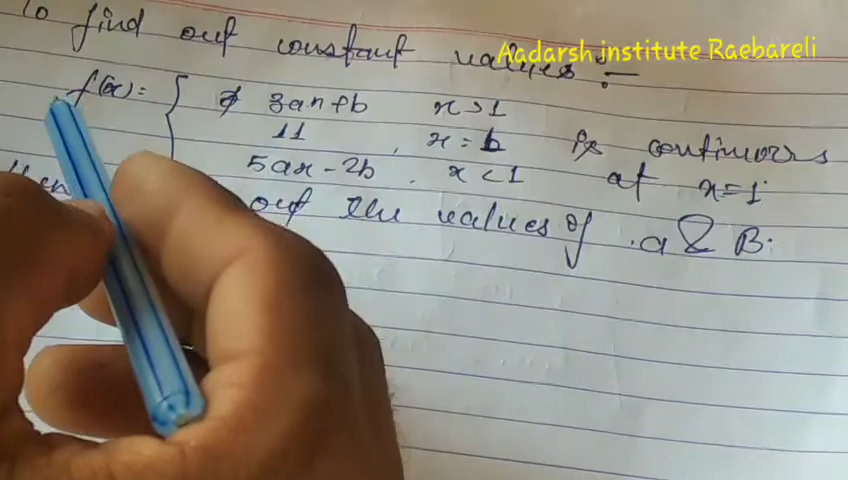 To find out constant values :-
Aadarsh institute Raebareli
f(x) = { 3ax+b x>1
11 , x = 1 is continuous
5ax - 2b . x < 1 at x = 1
out the values of a & B.